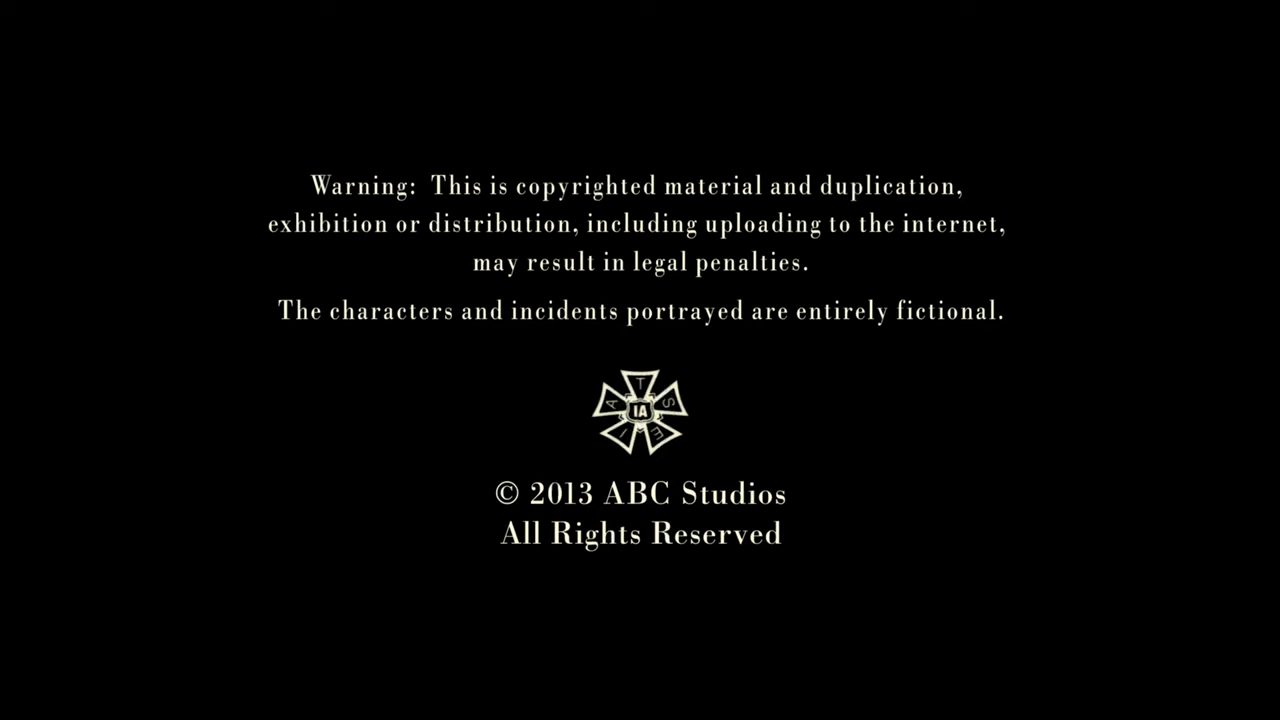 Warning: This is copyrighted material and duplication,
exhibition or distribution, including uploading to the internet,
may result in legal penalties.
The characters and incidents portrayed are entirely fictional.
I A T S E
IA
© 2013 ABC Studios
All Rights Reserved